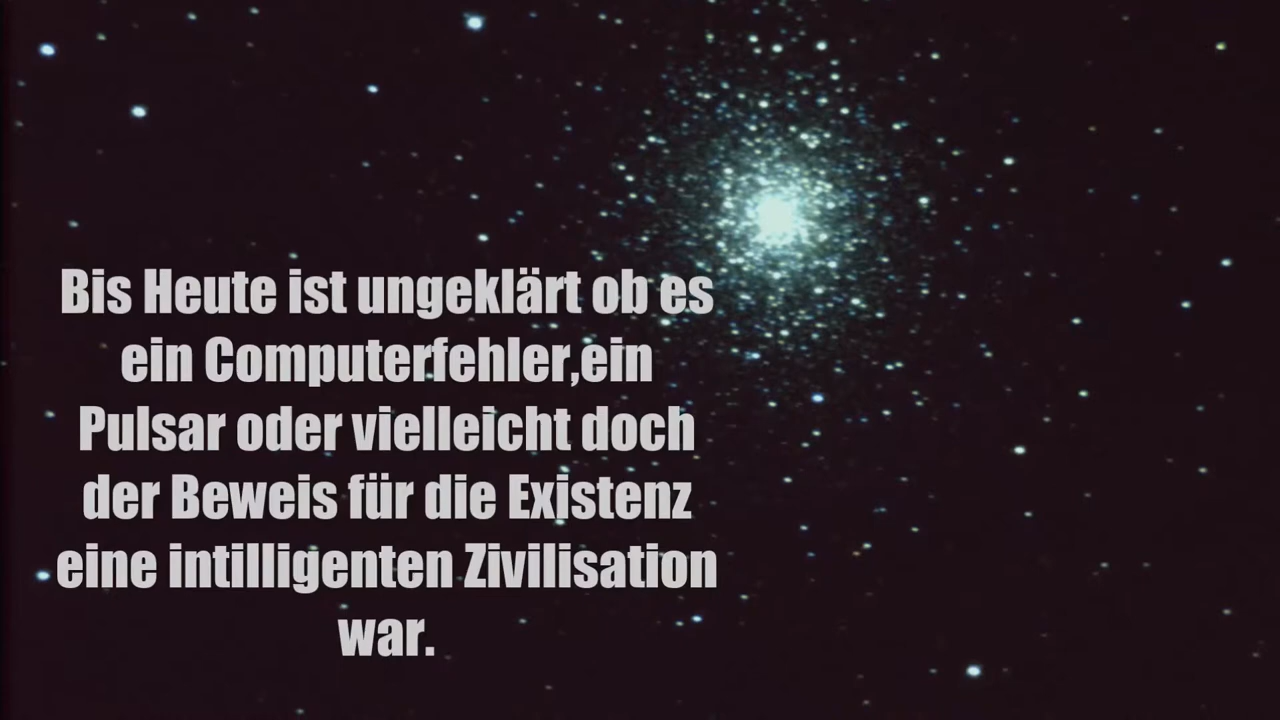 Bis Heute ist ungeklärt ob es
ein Computerfehler,ein
Pulsar oder vielleicht doch
der Beweis für die Existenz
eine intilligenten Zivilisation
war.